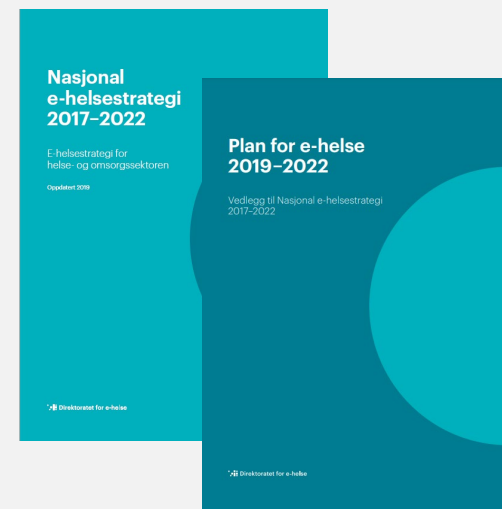 Nasjonal
e-helsestrategi
2017–2022
E-helsestrategi for
helse- og omsorgssektoren
Oppdatert 2019
Direktoratet for e-helse
Plan for e-helse
2019–2022
Vedlegg til Nasjonal e-helsestrategi
2017–2022
Direktoratet for e-helse